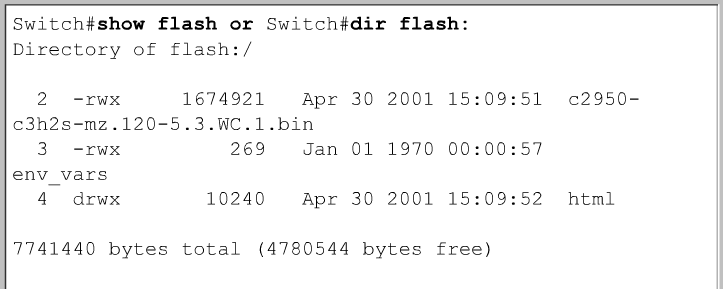 Switch#show flash or Switch#dir flash:
Directory of flash:/
2 -rwx 1674921 Apr 30 2001 15:09:51 c2950-
c3h2s-mz.120-5.3.WC.1.bin
3 -rwx 269 Jan 01 1970 00:00:57
env_vars
4 drwx 10240 Apr 30 2001 15:09:52 html
7741440 bytes total (4780544 bytes free)